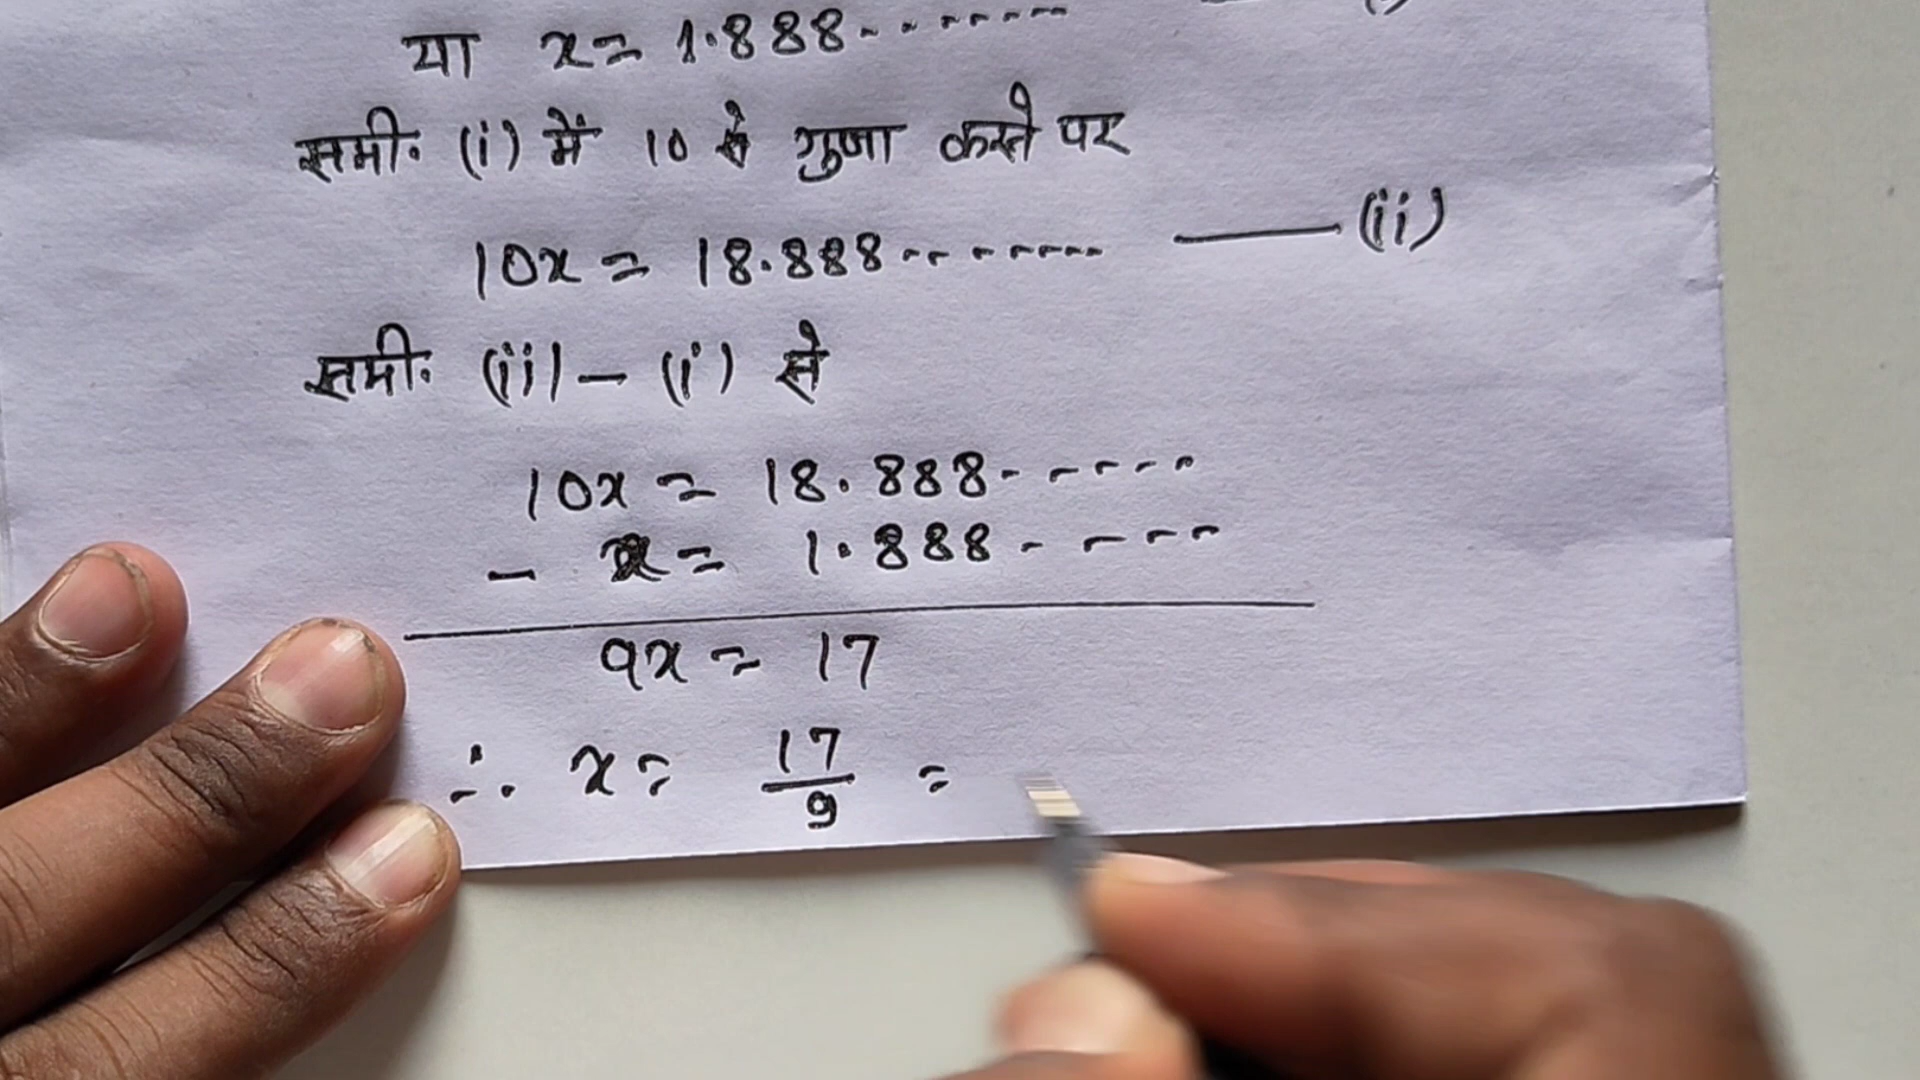 या x = 1.888--------
समी. (i) में 10 से गुणा करने पर
10x = 18.888-------- ——— (ii)
समी. (ii) – (i) से
10x = 18.888------
– x = 1.888-----
9x = 17
∴ x = 17/9 =